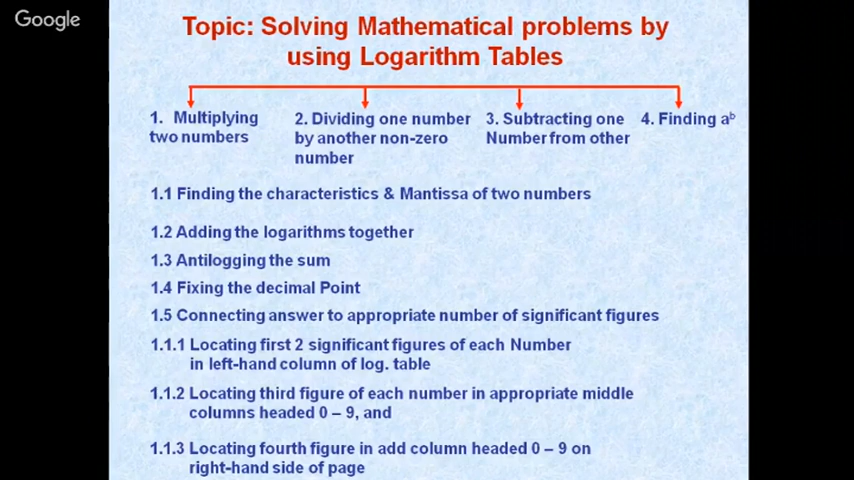 Google
Topic: Solving Mathematical problems by
using Logarithm Tables
1. Multiplying
two numbers
2. Dividing one number
by another non-zero
number
3. Subtracting one
Number from other
4. Finding aᵇ
1.1 Finding the characteristics & Mantissa of two numbers
1.2 Adding the logarithms together
1.3 Antilogging the sum
1.4 Fixing the decimal Point
1.5 Connecting answer to appropriate number of significant figures
1.1.1 Locating first 2 significant figures of each Number
in left-hand column of log. table
1.1.2 Locating third figure of each number in appropriate middle
columns headed 0 – 9, and
1.1.3 Locating fourth figure in add column headed 0 – 9 on
right-hand side of page